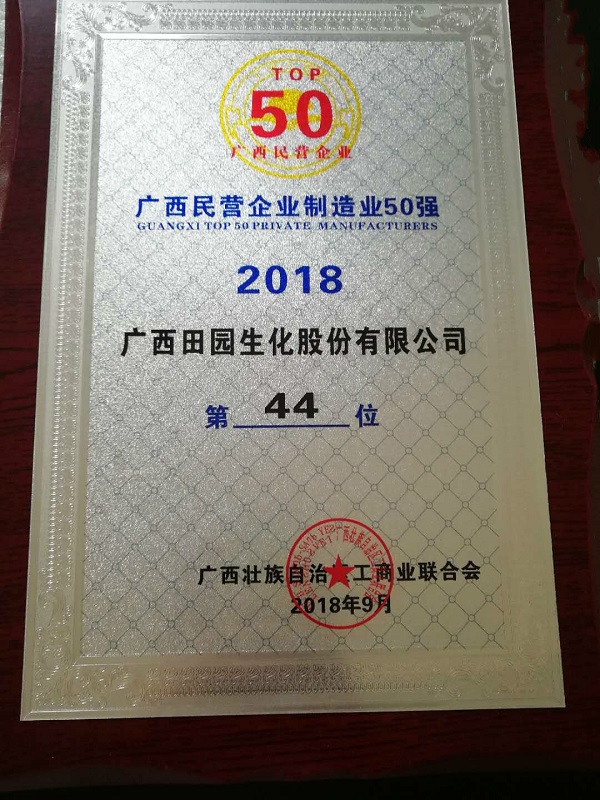 TOP
50
广西民营企业
广西民营企业制造业50强
GUANGXI TOP 50 PRIVATE MANUFACTURERS
2018
广西田园生化股份有限公司
第 44 位
广西壮族自治 工商业联合会
2018年9月